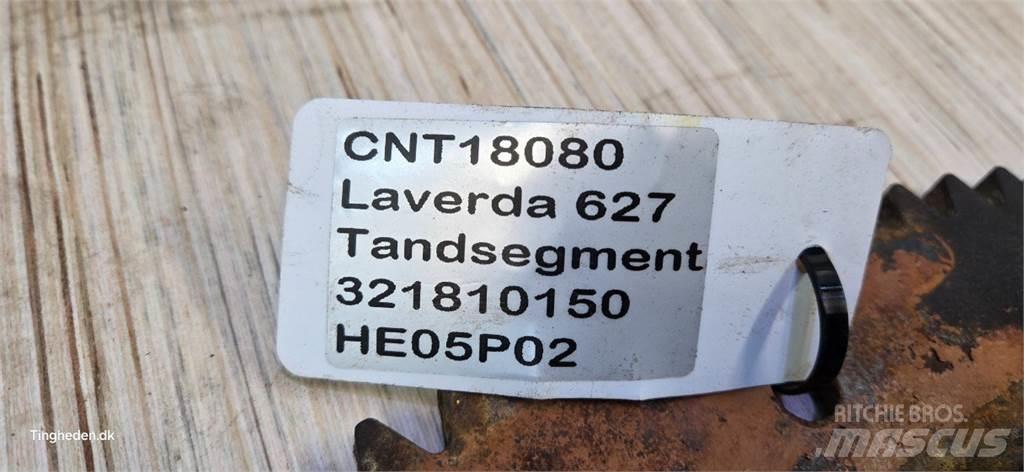 CNT18080
Laverda 627
Tandsegment
321810150
HE05P02
Tingheden.dk
RITCHIE BROS.
MASCUS